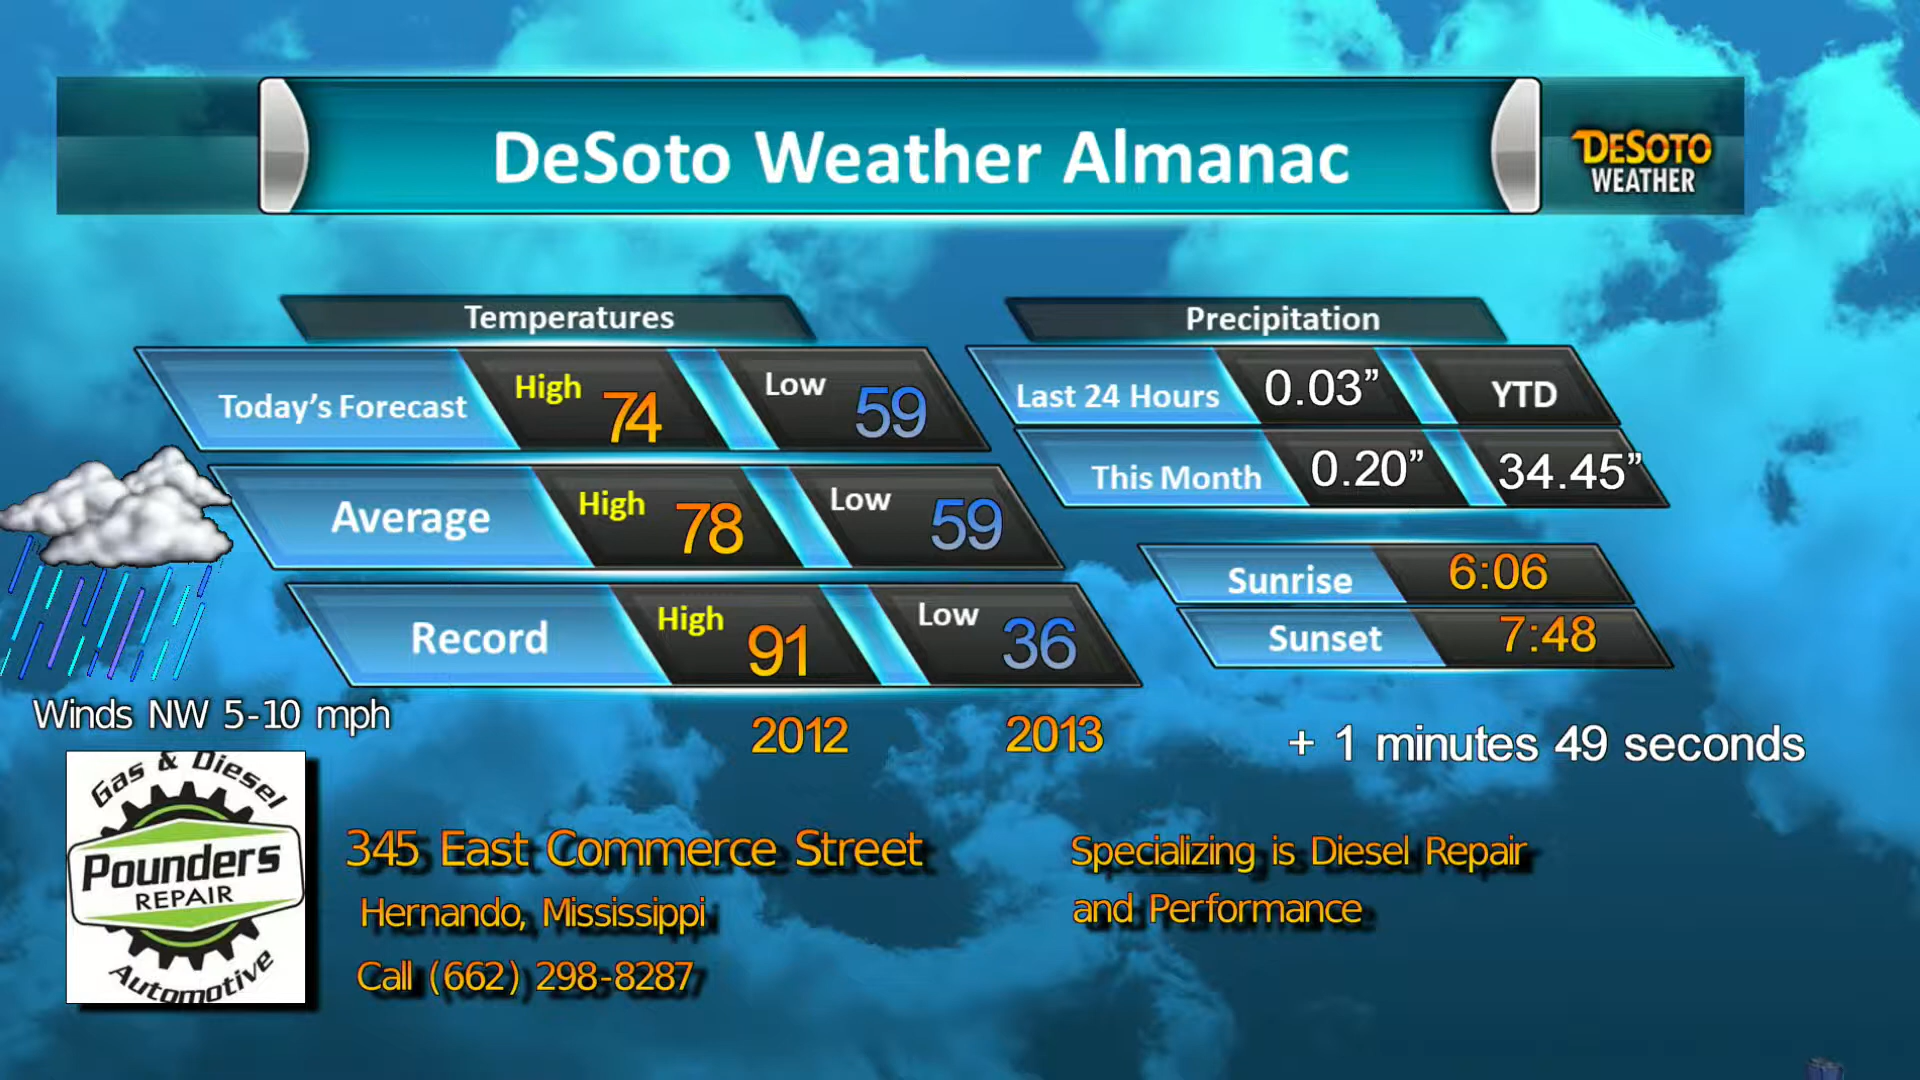 DeSoto Weather Almanac
DESOTO
WEATHER
Temperatures
Today's Forecast High 74 Low 59
Average High 78 Low 59
Record High 91 Low 36
2012 2013
Precipitation
Last 24 Hours 0.03” YTD
This Month 0.20” 34.45”
Sunrise 6:06
Sunset 7:48
+ 1 minutes 49 seconds
Winds NW 5-10 mph
Gas & Diesel
Pounders
REPAIR
Automotive
345 East Commerce Street
Hernando, Mississippi
Call (662) 298-8287
Specializing is Diesel Repair
and Performance